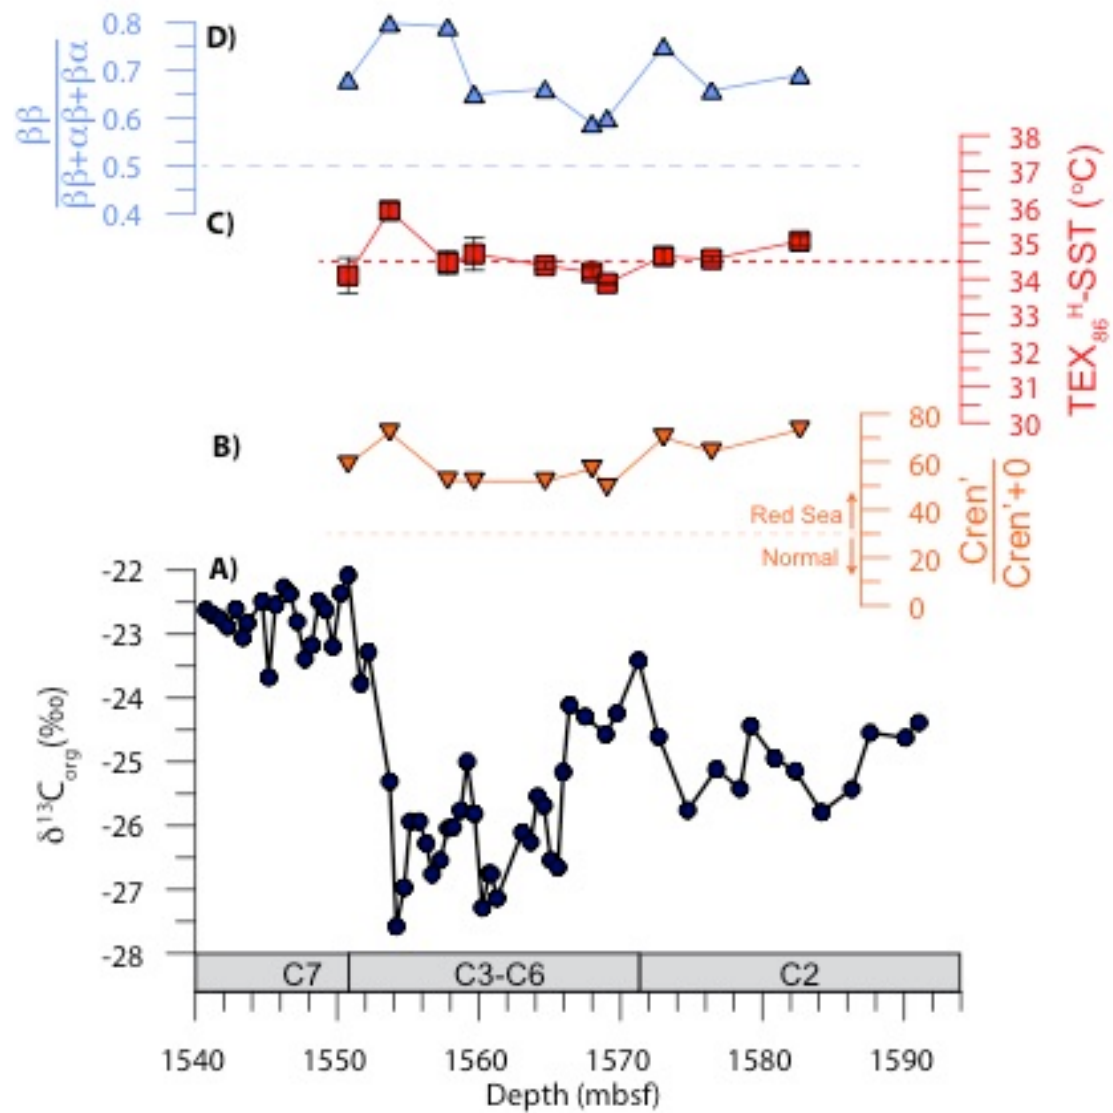 D)
0.8
0.7
0.6
0.5
0.4
ββ
ββ+αβ+βα
C)
38
37
36
35
34
33
32
31
30
TEX₈₆ᴴ-SST (°C)
B)
80
60
40
20
0
Red Sea
Normal
Cren'
Cren'+0
A)
-22
-23
-24
-25
-26
-27
-28
δ¹³Corg(‰)
C7 C3-C6 C2
1540 1550 1560 1570 1580 1590
Depth (mbsf)